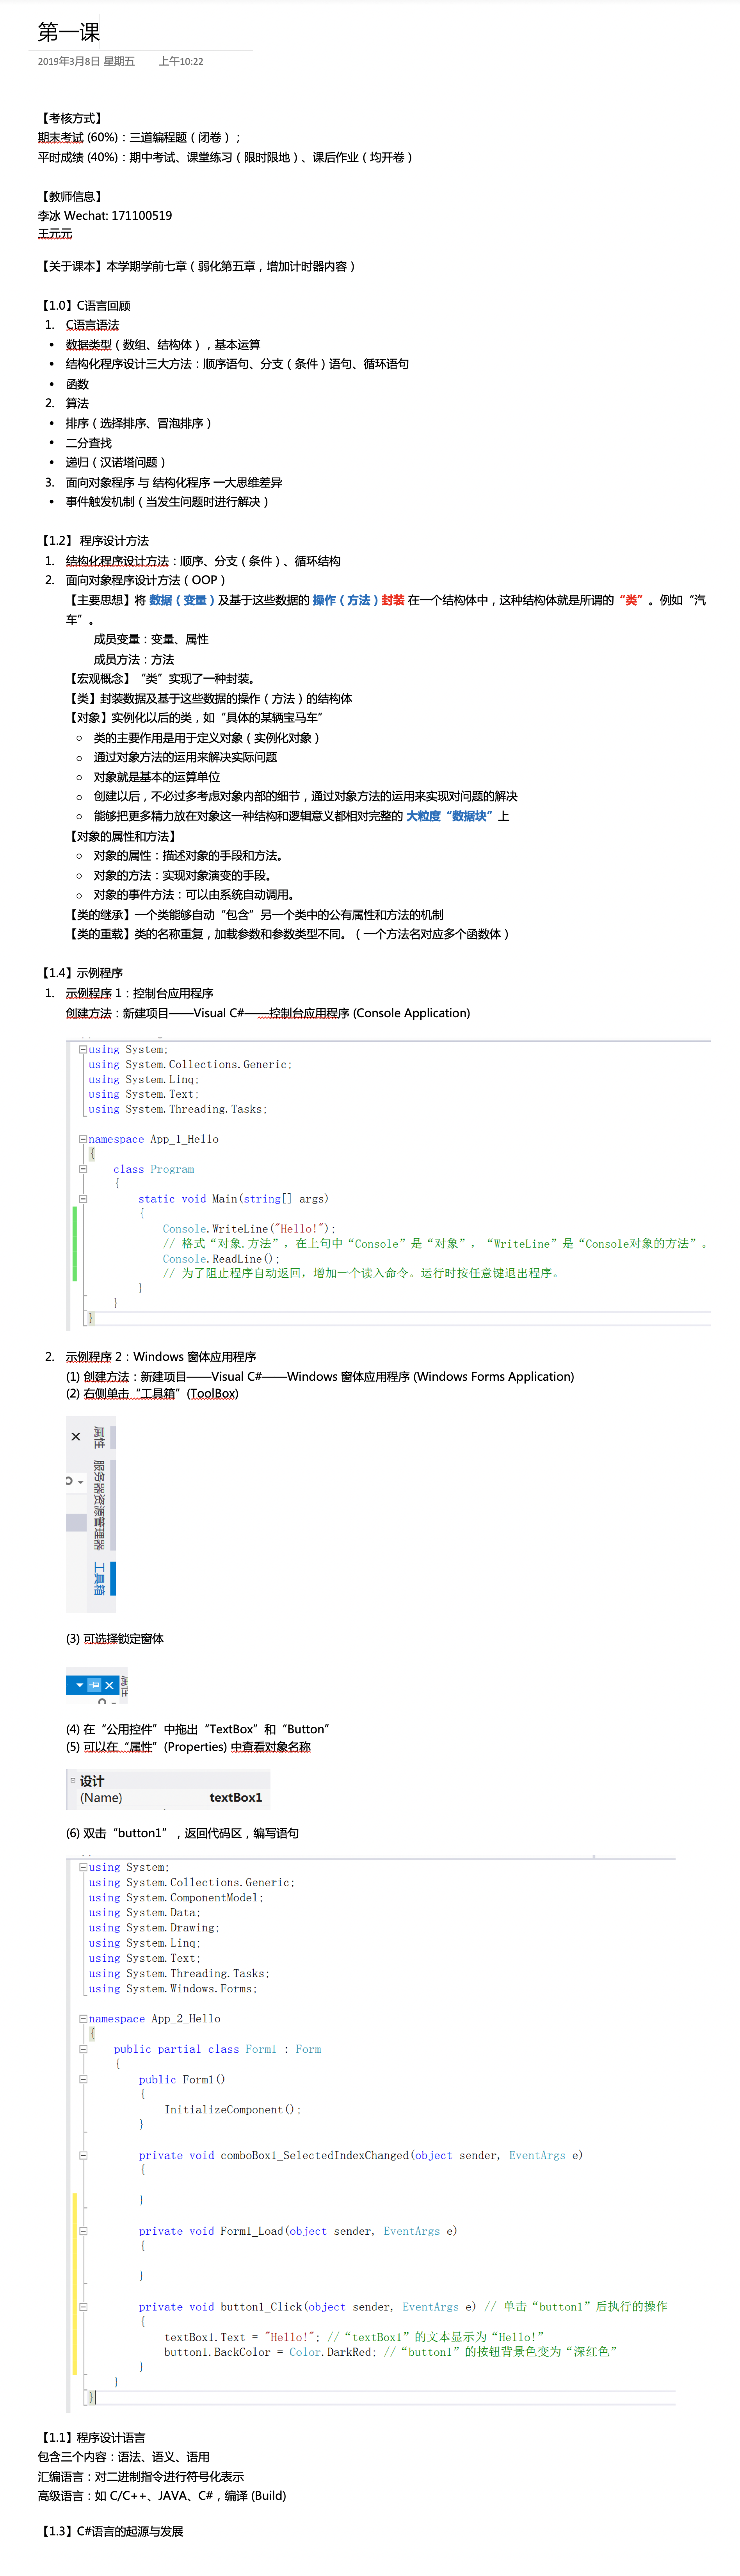 第一课
2019年3月8日 星期五 上午10:22
【考核方式】
期末考试 (60%)：三道编程题（闭卷）；
平时成绩 (40%)：期中考试、课堂练习（限时限地）、课后作业（均开卷）
【教师信息】
李冰 Wechat: 171100519
王元元
【关于课本】本学期学前七章（弱化第五章，增加计时器内容）
【1.0】C语言回顾
1. C语言语法
• 数据类型（数组、结构体），基本运算
• 结构化程序设计三大方法：顺序语句、分支（条件）语句、循环语句
• 函数
2. 算法
• 排序（选择排序、冒泡排序）
• 二分查找
• 递归（汉诺塔问题）
3. 面向对象程序 与 结构化程序 一大思维差异
• 事件触发机制（当发生问题时进行解决）
【1.2】 程序设计方法
1. 结构化程序设计方法：顺序、分支（条件）、循环结构
2. 面向对象程序设计方法（OOP）
【主要思想】将 数据（变量）及基于这些数据的 操作（方法）封装 在一个结构体中，这种结构体就是所谓的 “类” 。例如“汽
车” 。
成员变量：变量、属性
成员方法：方法
【宏观概念】 “类” 实现了一种封装。
【类】封装数据及基于这些数据的操作（方法）的结构体
【对象】实例化以后的类，如 “具体的某辆宝马车”
○ 类的主要作用是用于定义对象（实例化对象）
○ 通过对象方法的运用来解决实际问题
○ 对象就是基本的运算单位
○ 创建以后，不必过多考虑对象内部的细节，通过对象方法的运用来实现对问题的解决
○ 能够把更多精力放在对象这一种结构和逻辑意义都相对完整的 大粒度 “数据块” 上
【对象的属性和方法】
○ 对象的属性：描述对象的手段和方法。
○ 对象的方法：实现对象演变的手段。
○ 对象的事件方法：可以由系统自动调用。
【类的继承】一个类能够自动 “包含” 另一个类中的公有属性和方法的机制
【类的重载】类的名称重复，加载参数和参数类型不同。（一个方法名对应多个函数体）
【1.4】示例程序
1. 示例程序 1：控制台应用程序
创建方法：新建项目——Visual C#——控制台应用程序 (Console Application)
using System;
using System.Collections.Generic;
using System.Linq;
using System.Text;
using System.Threading.Tasks;
namespace App_1_Hello
{
class Program
{
static void Main(string[] args)
{
Console.WriteLine("Hello!");
// 格式“对象.方法”，在上句中“Console”是“对象”，“WriteLine”是“Console对象的方法”。
Console.ReadLine();
// 为了阻止程序自动返回，增加一个读入命令。运行时按任意键退出程序。
}
}
}
2. 示例程序 2：Windows 窗体应用程序
(1) 创建方法：新建项目——Visual C#——Windows 窗体应用程序 (Windows Forms Application)
(2) 右侧单击 “工具箱” (ToolBox)
属性
服务器资源管理器
工具箱
(3) 可选择锁定窗体
(4) 在 “公用控件” 中拖出 “TextBox” 和 “Button”
(5) 可以在 “属性” (Properties) 中查看对象名称
设计
(Name) textBox1
(6) 双击 “button1” ，返回代码区，编写语句
using System;
using System.Collections.Generic;
using System.ComponentModel;
using System.Data;
using System.Drawing;
using System.Linq;
using System.Text;
using System.Threading.Tasks;
using System.Windows.Forms;
namespace App_2_Hello
{
public partial class Form1 : Form
{
public Form1()
{
InitializeComponent();
}
private void comboBox1_SelectedIndexChanged(object sender, EventArgs e)
{
}
private void Form1_Load(object sender, EventArgs e)
{
}
private void button1_Click(object sender, EventArgs e) // 单击“button1”后执行的操作
{
textBox1.Text = "Hello!"; //“textBox1”的文本显示为“Hello!”
button1.BackColor = Color.DarkRed; //“button1”的按钮背景色变为“深红色”
}
}
}
【1.1】程序设计语言
包含三个内容：语法、语义、语用
汇编语言：对二进制指令进行符号化表示
高级语言：如 C/C++、JAVA、C#，编译 (Build)
【1.3】C#语言的起源与发展